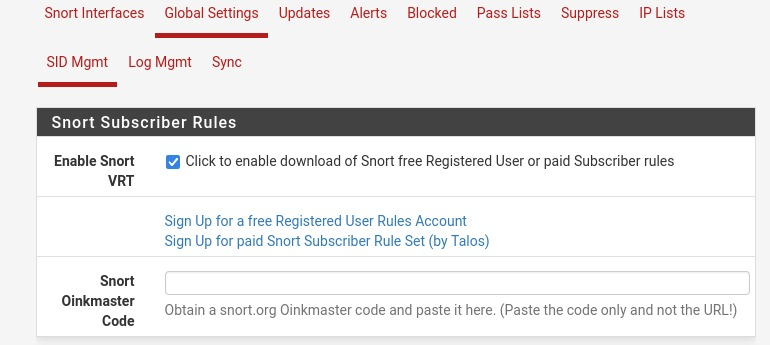 Snort Interfaces Global Settings Updates Alerts Blocked Pass Lists Suppress IP Lists
SID Mgmt Log Mgmt Sync
Snort Subscriber Rules
Enable Snort VRT Click to enable download of Snort free Registered User or paid Subscriber rules
Sign Up for a free Registered User Rules Account
Sign Up for paid Snort Subscriber Rule Set (by Talos)
Snort
Oinkmaster
Code
Obtain a snort.org Oinkmaster code and paste it here. (Paste the code only and not the URL!)